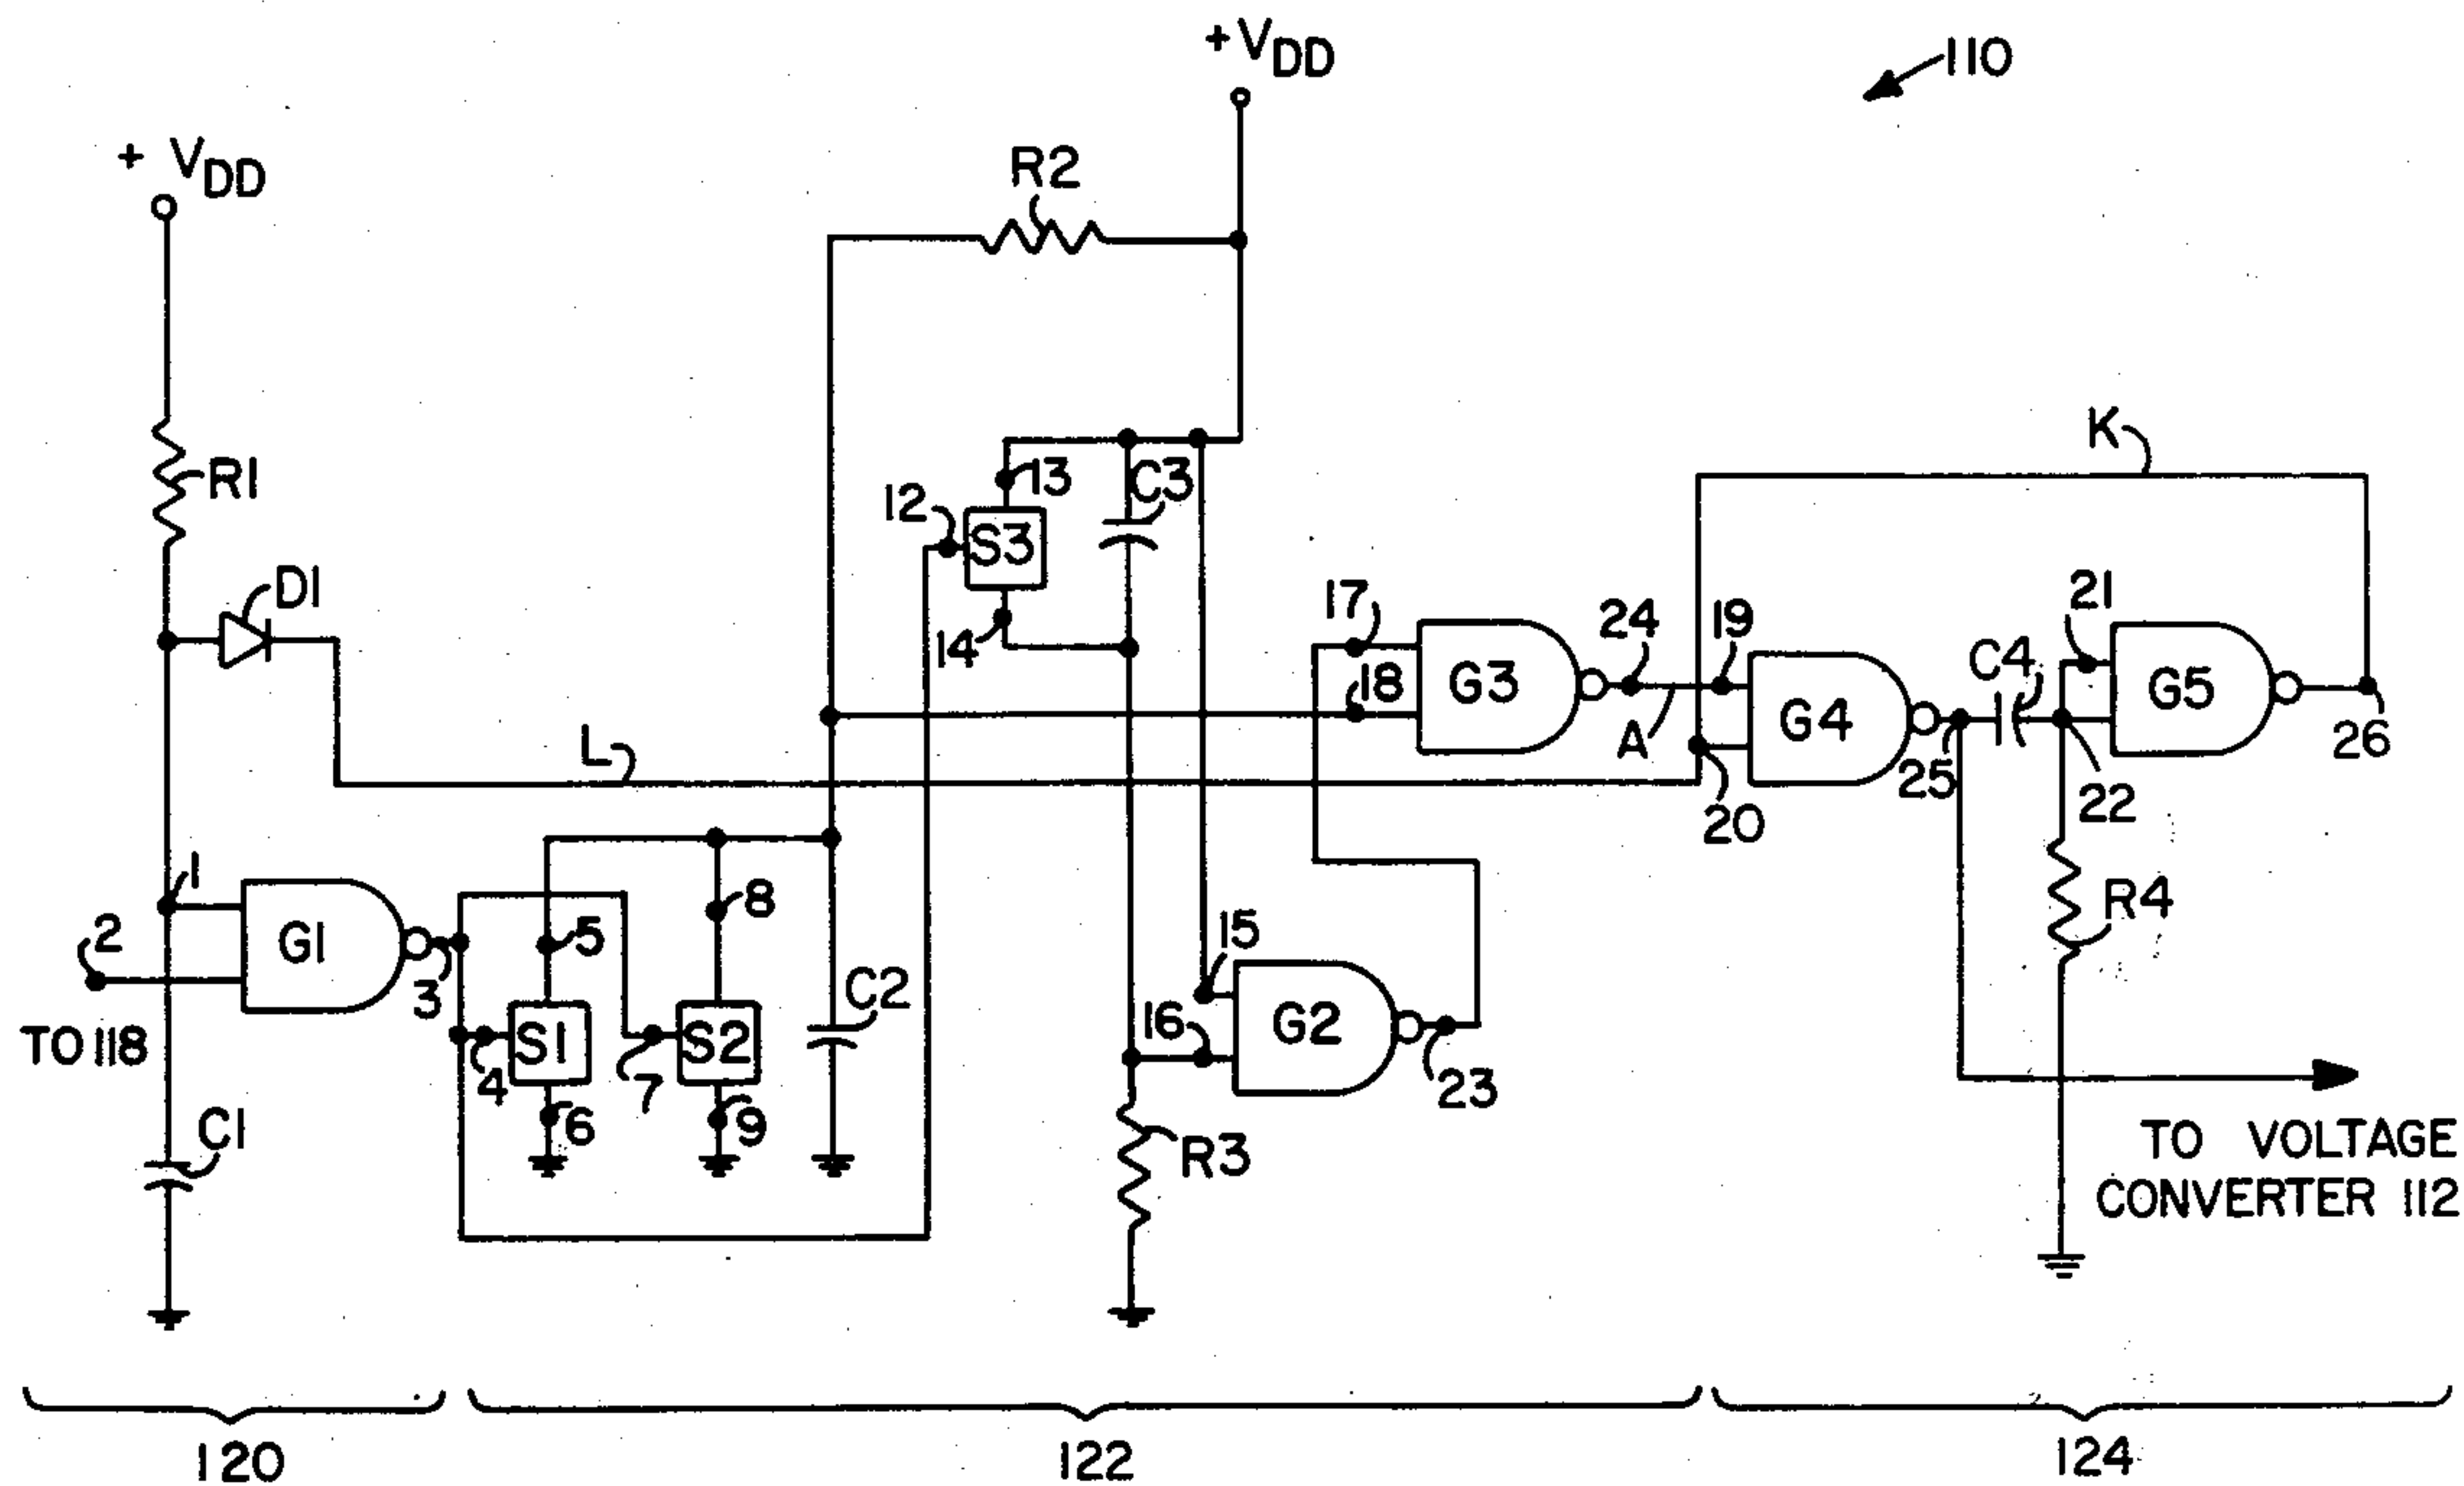 +VDD
110
+ VDD
R2
R1
K
13
C3
12
S3
D1
17
24
19
21
14
18
G3
C4
G5
G4
A
L
26
25
22
20
1
8
R4
2
G1
5
15
C2
3
16
G2
TO 118
S1
S2
4
7
23
C1
6
9
R3
TO VOLTAGE
CONVERTER 112
120
122
124